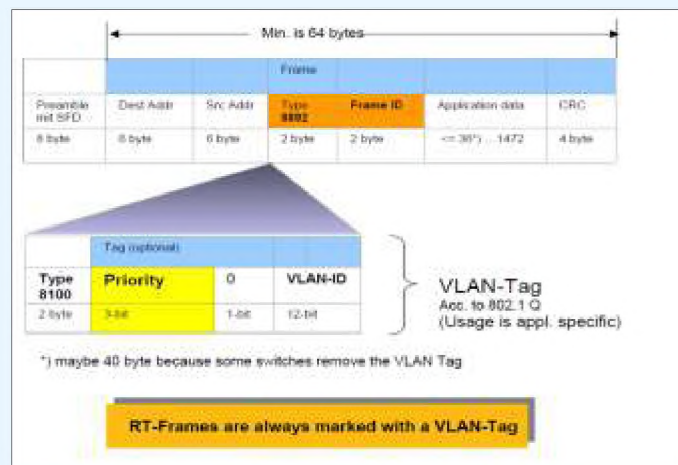 Min. is 64 bytes
Frame
Preamble mit SFD Dest Addr Src Addr Type 8892 Frame ID Application data CRC
8 byte 6 byte 6 byte 2 byte 2 byte <= 36*) ... 1472 4 byte
Tag (optional)
Type 8100 Priority 0 VLAN-ID
2 byte 3-bit 1-bit 12-bit
VLAN-Tag
Acc. to 802.1 Q
(Usage is appl. specific)
*) maybe 40 byte because some switches remove the VLAN Tag
RT-Frames are always marked with a VLAN-Tag